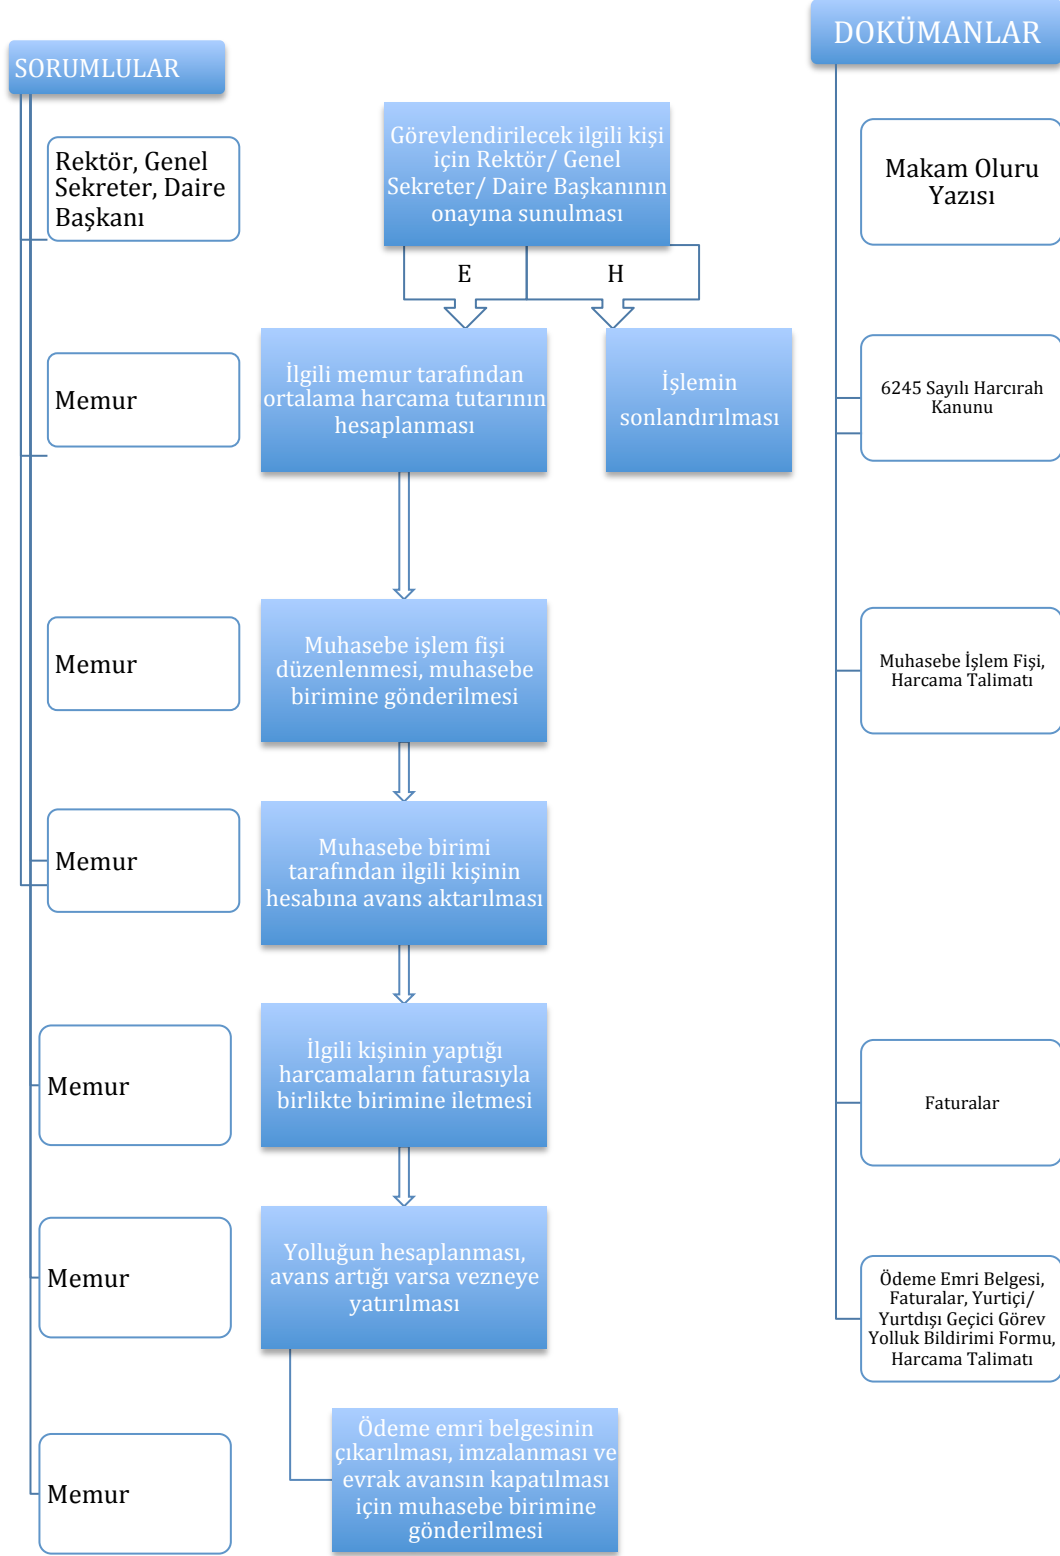 DOKÜMANLAR
SORUMLULAR
Rektör, Genel
Sekreter, Daire
Başkanı
Görevlendirilecek ilgili kişi
için Rektör/ Genel
Sekreter/ Daire Başkanının
onayına sunulması
Makam Oluru
Yazısı
E
H
Memur
İlgili memur tarafından
ortalama harcama tutarının
hesaplanması
İşlemin
sonlandırılması
6245 Sayılı Harcırah
Kanunu
Memur
Muhasebe işlem fişi
düzenlenmesi, muhasebe
birimine gönderilmesi
Muhasebe İşlem Fişi,
Harcama Talimatı
Memur
Muhasebe birimi
tarafından ilgili kişinin
hesabına avans aktarılması
Memur
İlgili kişinin yaptığı
harcamaların faturasıyla
birlikte birimine iletmesi
Faturalar
Memur
Yolluğun hesaplanması,
avans artığı varsa vezneye
yatırılması
Ödeme Emri Belgesi,
Faturalar, Yurtiçi/
Yurtdışı Geçici Görev
Yolluk Bildirimi Formu,
Harcama Talimatı
Memur
Ödeme emri belgesinin
çıkarılması, imzalanması ve
evrak avansın kapatılması
için muhasebe birimine
gönderilmesi